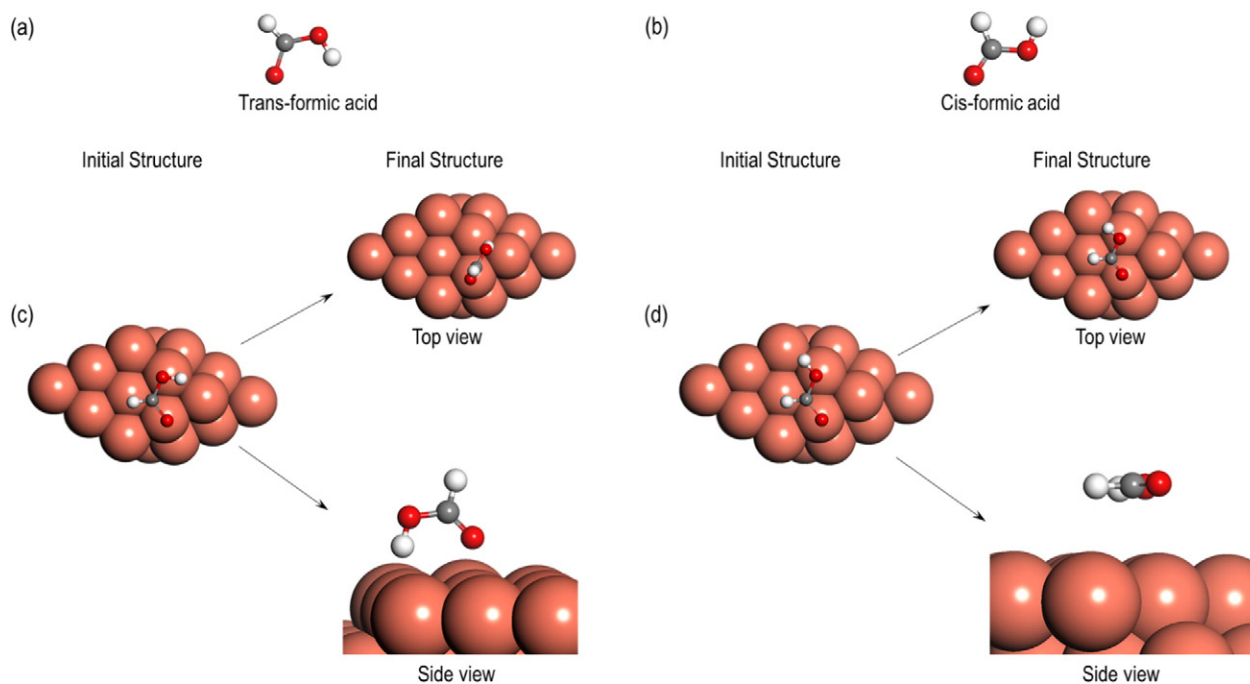 (a)
Trans-formic acid
Initial Structure
Final Structure
Top view
(c)
Side view
(b)
Cis-formic acid
Initial Structure
Final Structure
Top view
(d)
Side view